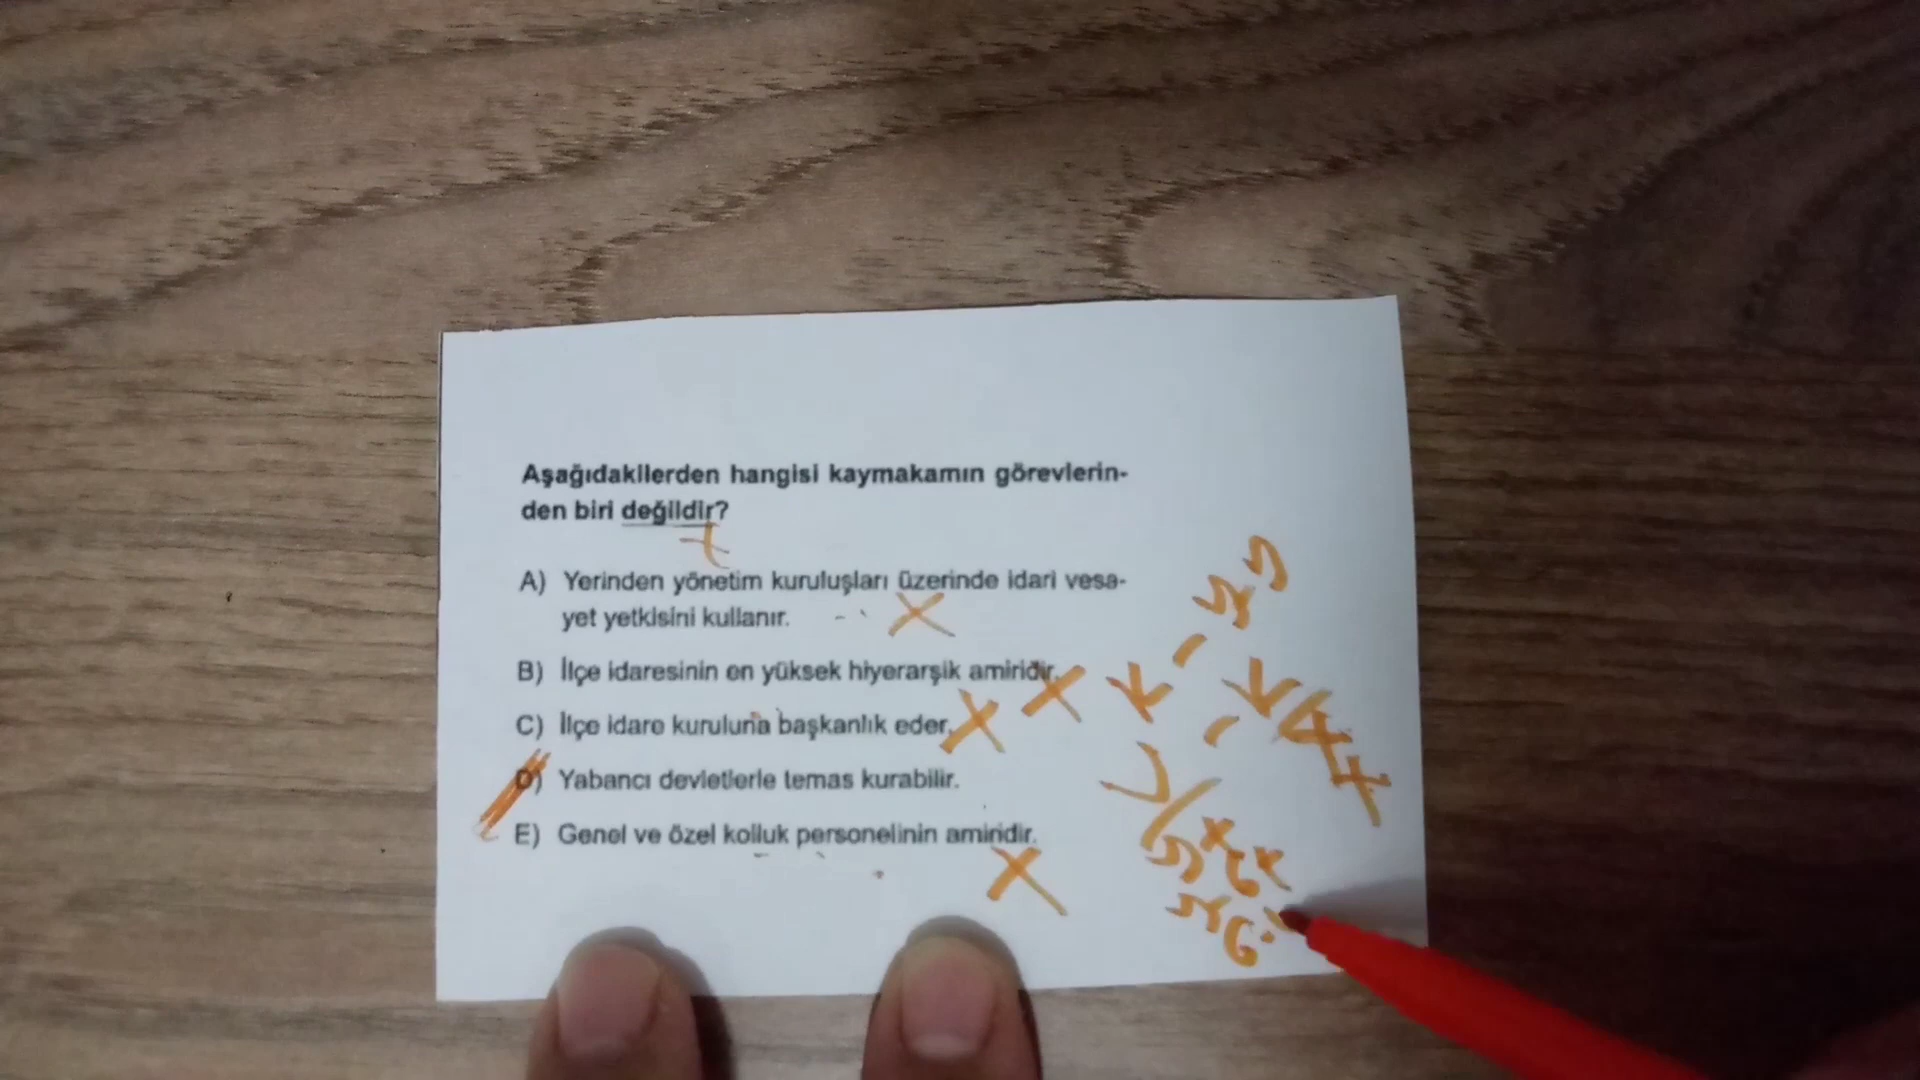 Aşağıdakilerden hangisi kaymakamın görevlerin-
den biri değildir?
A) Yerinden yönetim kuruluşları üzerinde idari vesa-
yet yetkisini kullanır.
B) İlçe idaresinin en yüksek hiyerarşik amiridir.
C) İlçe idare kuruluna başkanlık eder.
D) Yabancı devletlerle temas kurabilir.
E) Genel ve özel kolluk personelinin amiridir.